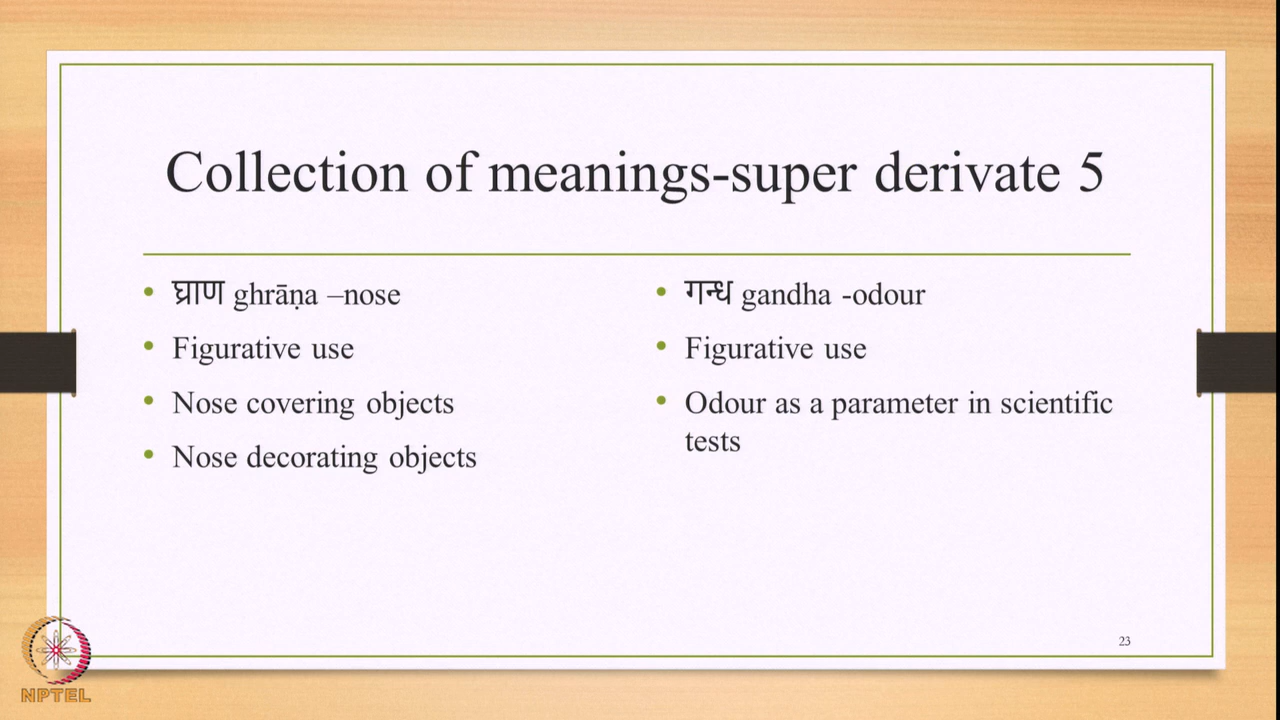 Collection of meanings-super derivate 5
• घ्राण ghrāṇa –nose
• Figurative use
• Nose covering objects
• Nose decorating objects
• गन्ध gandha -odour
• Figurative use
• Odour as a parameter in scientific
tests
23
NPTEL